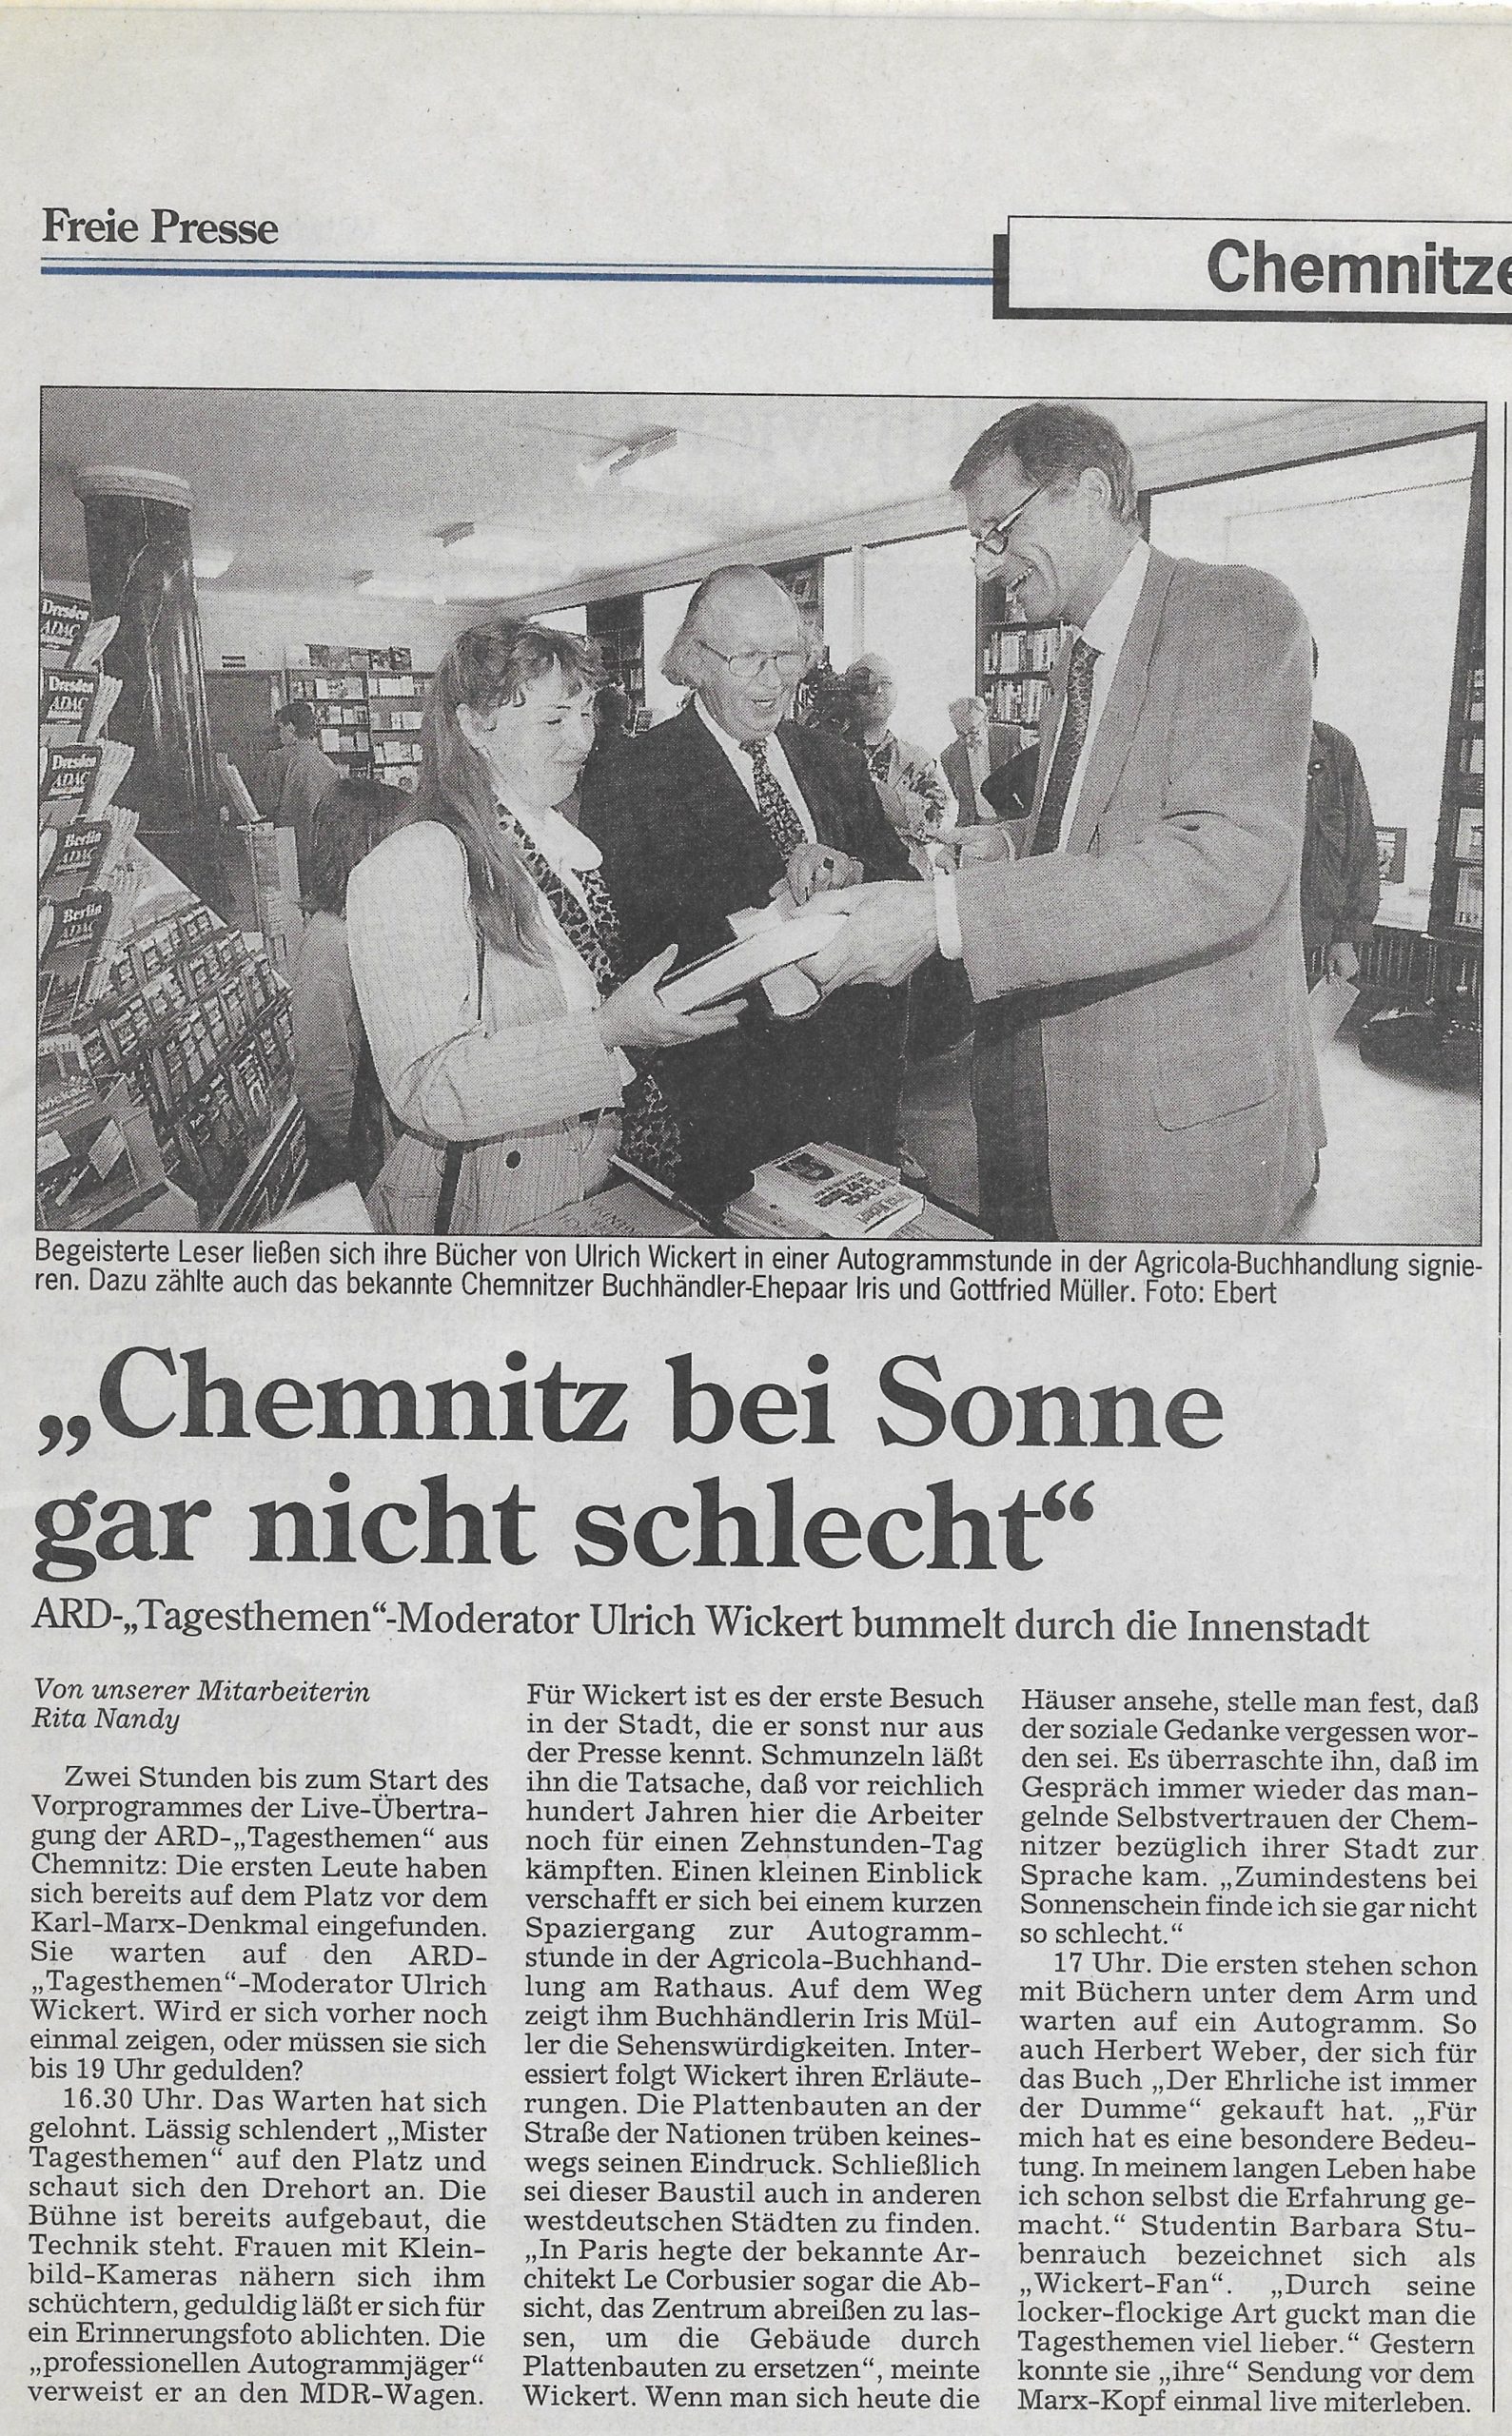 Freie Presse
Chemnitze
Dresden
ADAC
Dresden
ADAC
Dresden
ADAC
Berlin
ADAC
Berlin
Begeisterte Leser ließen sich ihre Bücher von Ulrich Wickert in einer Autogrammstunde in der Agricola-Buchhandlung signie-
ren. Dazu zählte auch das bekannte Chemnitzer Buchhändler-Ehepaar Iris und Gottfried Müller. Foto: Ebert
„Chemnitz bei Sonne
gar nicht schlecht“
ARD-„Tagesthemen“-Moderator Ulrich Wickert bummelt durch die Innenstadt
Von unserer Mitarbeiterin
Rita Nandy
Zwei Stunden bis zum Start des
Vorprogrammes der Live-Übertra-
gung der ARD-„Tagesthemen“ aus
Chemnitz: Die ersten Leute haben
sich bereits auf dem Platz vor dem
Karl-Marx-Denkmal eingefunden.
Sie warten auf den ARD-
„Tagesthemen“-Moderator Ulrich
Wickert. Wird er sich vorher noch
einmal zeigen, oder müssen sie sich
bis 19 Uhr gedulden?
16.30 Uhr. Das Warten hat sich
gelohnt. Lässig schlendert „Mister
Tagesthemen“ auf den Platz und
schaut sich den Drehort an. Die
Bühne ist bereits aufgebaut, die
Technik steht. Frauen mit Klein-
bild-Kameras nähern sich ihm
schüchtern, geduldig läßt er sich für
ein Erinnerungsfoto ablichten. Die
„professionellen Autogrammjäger“
verweist er an den MDR-Wagen.
Für Wickert ist es der erste Besuch
in der Stadt, die er sonst nur aus
der Presse kennt. Schmunzeln läßt
ihn die Tatsache, daß vor reichlich
hundert Jahren hier die Arbeiter
noch für einen Zehnstunden-Tag
kämpften. Einen kleinen Einblick
verschafft er sich bei einem kurzen
Spaziergang zur Autogramm-
stunde in der Agricola-Buchhand-
lung am Rathaus. Auf dem Weg
zeigt ihm Buchhändlerin Iris Mül-
ler die Sehenswürdigkeiten. Inter-
essiert folgt Wickert ihren Erläute-
rungen. Die Plattenbauten an der
Straße der Nationen trüben keines-
wegs seinen Eindruck. Schließlich
sei dieser Baustil auch in anderen
westdeutschen Städten zu finden.
„In Paris hegte der bekannte Ar-
chitekt Le Corbusier sogar die Ab-
sicht, das Zentrum abreißen zu las-
sen, um die Gebäude durch
Plattenbauten zu ersetzen“, meinte
Wickert. Wenn man sich heute die
Häuser ansehe, stelle man fest, daß
der soziale Gedanke vergessen wor-
den sei. Es überraschte ihn, daß im
Gespräch immer wieder das man-
gelnde Selbstvertrauen der Chem-
nitzer bezüglich ihrer Stadt zur
Sprache kam. „Zumindestens bei
Sonnenschein finde ich sie gar nicht
so schlecht.“
17 Uhr. Die ersten stehen schon
mit Büchern unter dem Arm und
warten auf ein Autogramm. So
auch Herbert Weber, der sich für
das Buch „Der Ehrliche ist immer
der Dumme“ gekauft hat. „Für
mich hat es eine besondere Bedeu-
tung. In meinem langen Leben habe
ich schon selbst die Erfahrung ge-
macht.“ Studentin Barbara Stu-
benrauch bezeichnet sich als
„Wickert-Fan“. „Durch seine
locker-flockige Art guckt man die
Tagesthemen viel lieber.“ Gestern
konnte sie „ihre“ Sendung vor dem
Marx-Kopf einmal live miterleben.